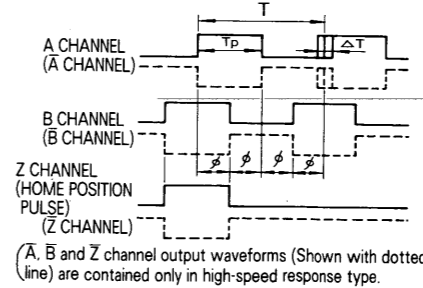 T
A CHANNEL
(A̅ CHANNEL)
Tp
ΔT
B CHANNEL
(B̅ CHANNEL)
ϕ ϕ ϕ ϕ
Z CHANNEL
(HOME POSITION
PULSE)
(Z̅ CHANNEL)
(A̅, B̅ and Z̅ channel output waveforms (Shown with dotted
line) are contained only in high-speed response type.